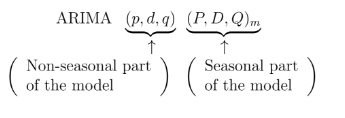 ARIMA (p, d, q) (P, D, Q)m
↑ ↑
( Non-seasonal part of the model ) ( Seasonal part of the model )